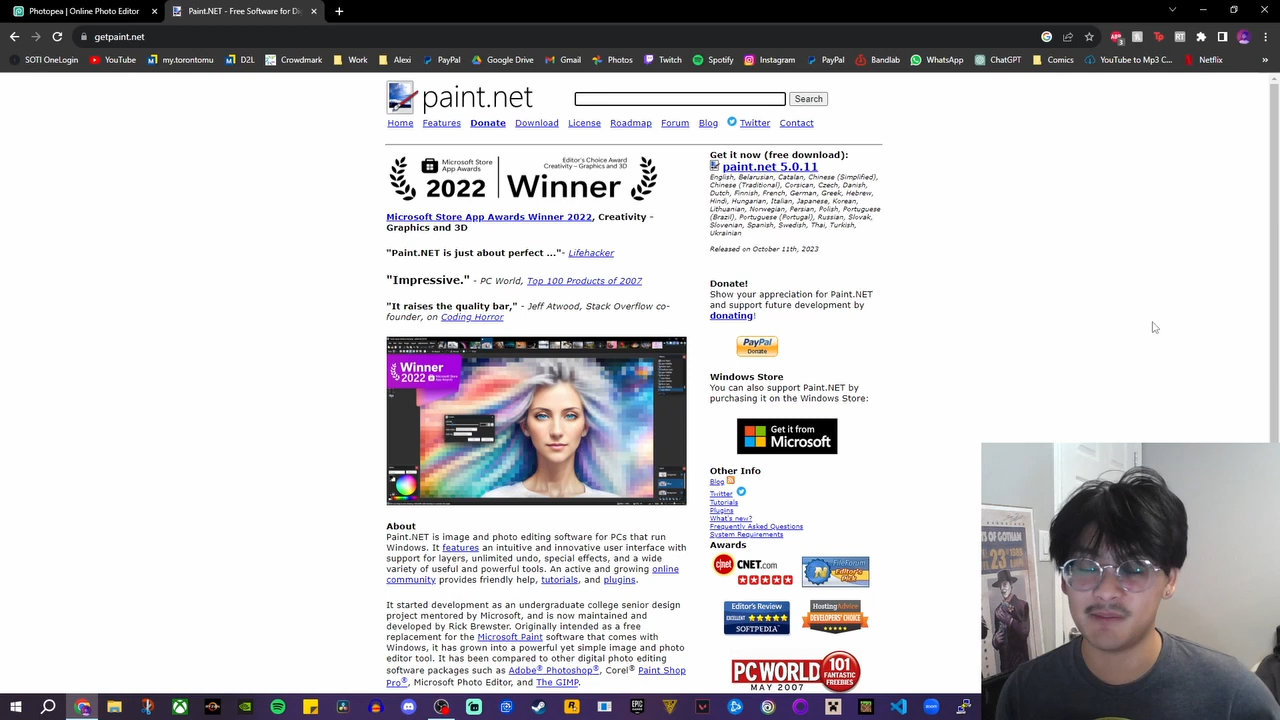 Photopea | Online Photo Editor
Paint.NET - Free Software for Di
getpaint.net
SOTI OneLogin
YouTube
my.torontomu
D2L
Crowdmark
Work
Alexi
PayPal
Google Drive
Gmail
Photos
Twitch
Spotify
Instagram
PayPal
Bandlab
WhatsApp
ChatGPT
Comics
YouTube to Mp3 C...
Netflix
paint.net
Search
Home
Features
Donate
Download
License
Roadmap
Forum
Blog
Twitter
Contact
Microsoft Store
App Awards
2022
Editor's Choice Award
Creativity – Graphics and 3D
Winner
Microsoft Store App Awards Winner 2022, Creativity -
Graphics and 3D
"Paint.NET is just about perfect ..."- Lifehacker
"Impressive." - PC World, Top 100 Products of 2007
"It raises the quality bar," - Jeff Atwood, Stack Overflow co-
founder, on Coding Horror
Winner
2022
About
Paint.NET is image and photo editing software for PCs that run
Windows. It features an intuitive and innovative user interface with
support for layers, unlimited undo, special effects, and a wide
variety of useful and powerful tools. An active and growing online
community provides friendly help, tutorials, and plugins.
It started development as an undergraduate college senior design
project mentored by Microsoft, and is now maintained and
developed by Rick Brewster. Originally intended as a free
replacement for the Microsoft Paint software that comes with
Windows, it has grown into a powerful yet simple image and photo
editor tool. It has been compared to other digital photo editing
software packages such as Adobe® Photoshop®, Corel® Paint Shop
Pro®, Microsoft Photo Editor, and The GIMP.
Get it now (free download):
paint.net 5.0.11
English, Belarusian, Catalan, Chinese (Simplified),
Chinese (Traditional), Corsican, Czech, Danish,
Dutch, Finnish, French, German, Greek, Hebrew,
Hindi, Hungarian, Italian, Japanese, Korean,
Lithuanian, Norwegian, Persian, Polish, Portuguese
(Brazil), Portuguese (Portugal), Russian, Slovak,
Slovenian, Spanish, Swedish, Thai, Turkish,
Ukrainian
Released on October 11th, 2023
Donate!
Show your appreciation for Paint.NET
and support future development by
donating!
PayPal
Donate
Windows Store
You can also support Paint.NET by
purchasing it on the Windows Store:
Get it from
Microsoft
Other Info
Blog
Twitter
Tutorials
Plugins
What's new?
Frequently Asked Questions
System Requirements
Awards
cnet CNET.com
FileForum
Editor's Pick
Editor's Review
EXCELLENT
SOFTPEDIA
HostingAdvice
DEVELOPERS' CHOICE
PCWORLD
MAY 2007
101
FANTASTIC
FREEBIES
OF GOTHAM
23